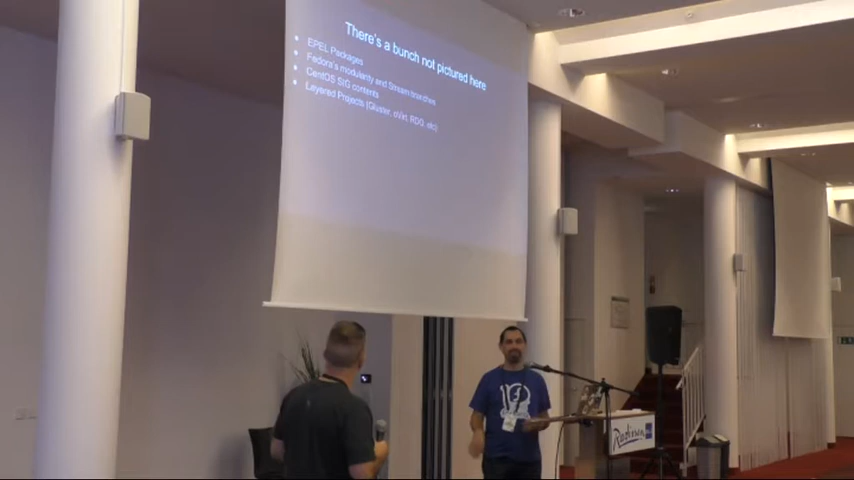 There's a bunch not pictured here
• EPEL Packages
• Fedora's modularity and Stream branches
• CentOS SIG contents
• Layered Projects (Gluster, oVirt, RDO, etc)
Radisson